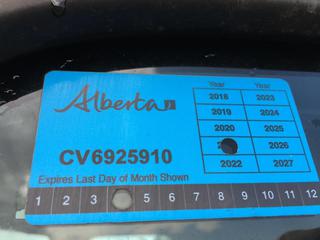 Alberta
Year Year
2018 2023
2019 2024
2020 2025
2026
2022 2027
CV6925910
Expires Last Day of Month Shown
1 2 3 5 6 7 8 9 10 11 12